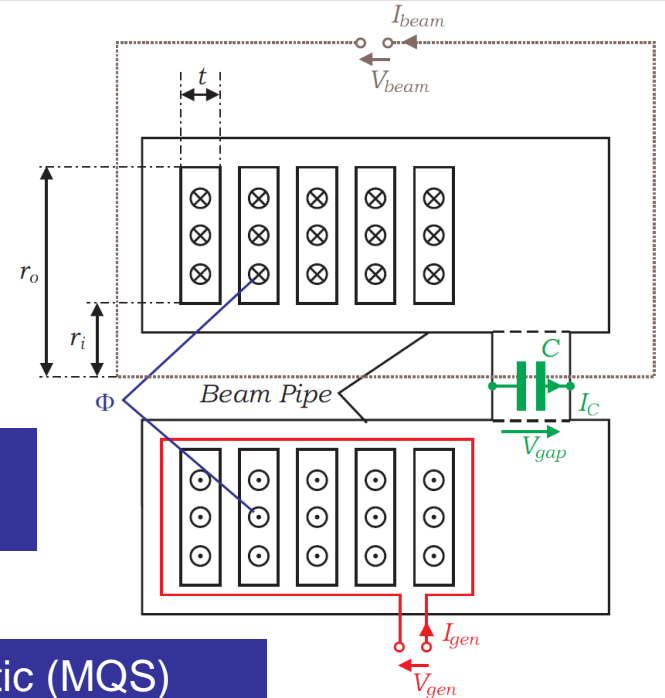 I_beam
V_beam
t
r_o
r_i
C
Beam Pipe
Φ
I_C
V_gap
I_gen
tic (MQS)
V_gen